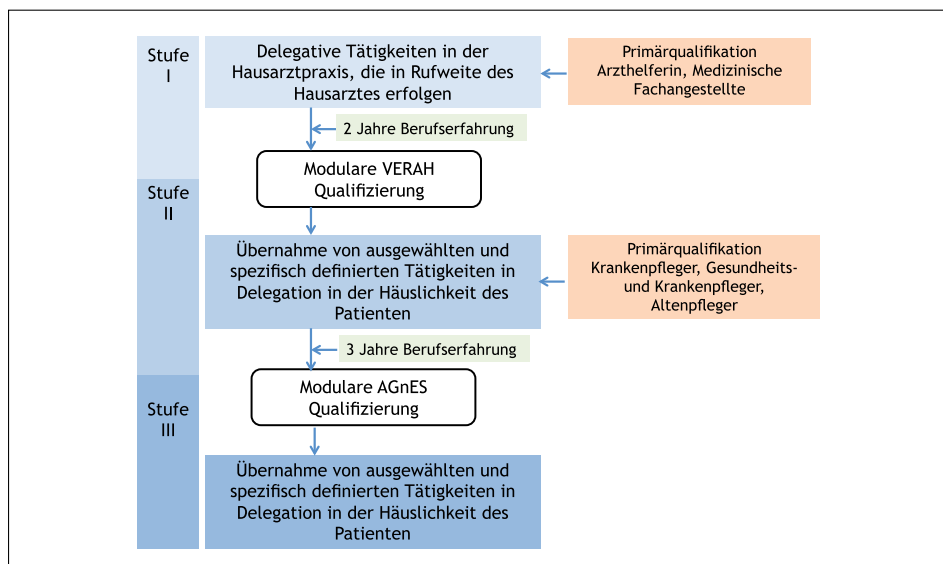 Stufe
I
Delegative Tätigkeiten in der
Hausarztpraxis, die in Rufweite des
Hausarztes erfolgen
Primärqualifikation
Arzthelferin, Medizinische
Fachangestellte
2 Jahre Berufserfahrung
Modulare VERAH
Qualifizierung
Stufe
II
Übernahme von ausgewählten und
spezifisch definierten Tätigkeiten in
Delegation in der Häuslichkeit des
Patienten
Primärqualifikation
Krankenpfleger, Gesundheits-
und Krankenpfleger,
Altenpfleger
3 Jahre Berufserfahrung
Modulare AGnES
Qualifizierung
Stufe
III
Übernahme von ausgewählten und
spezifisch definierten Tätigkeiten in
Delegation in der Häuslichkeit des
Patienten